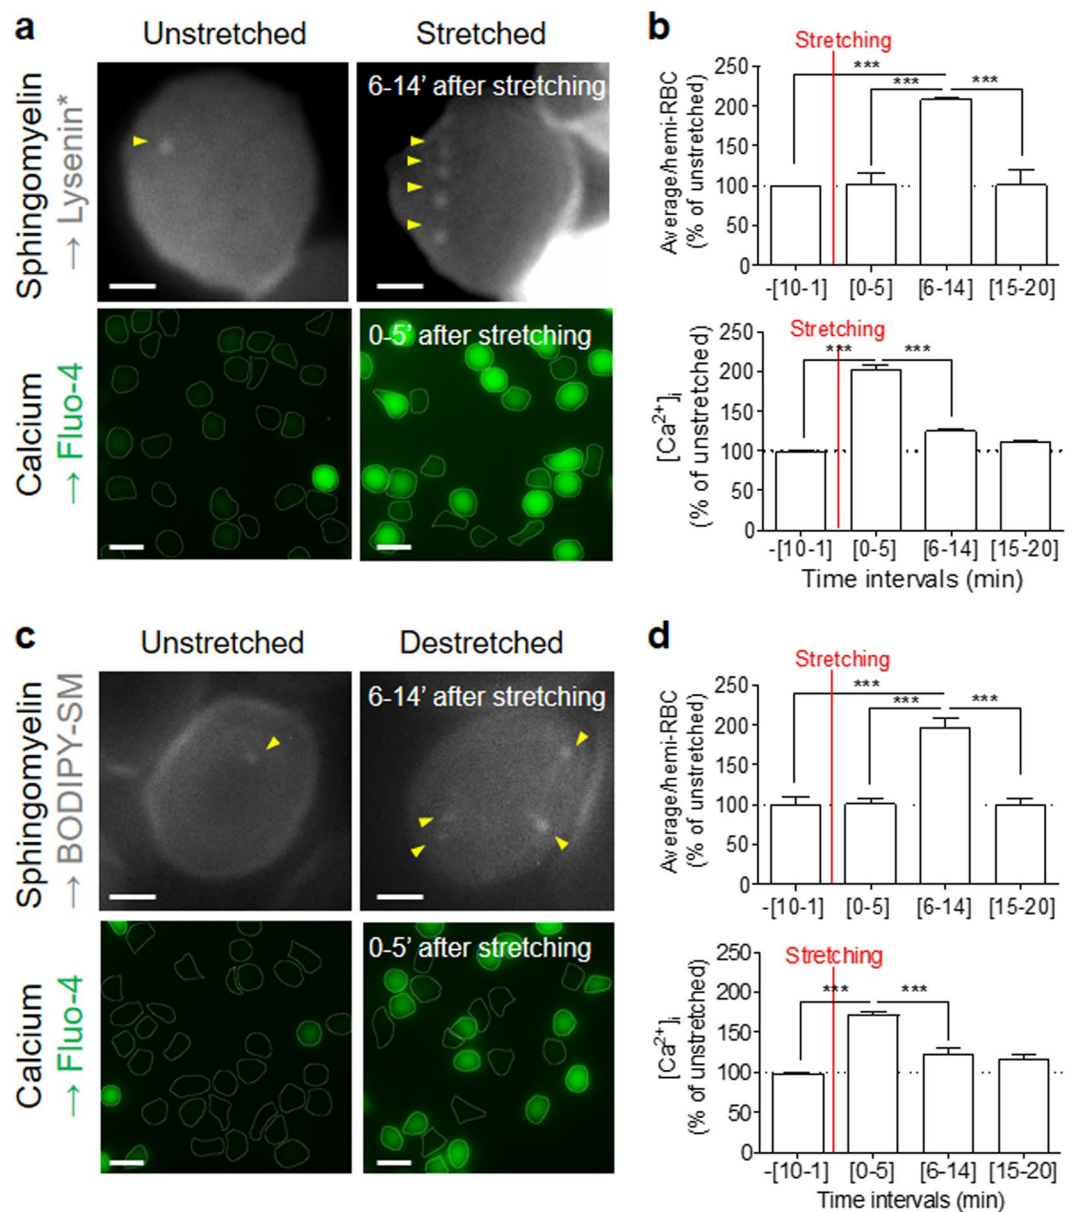 a
Unstretched
Stretched
Sphingomyelin
→ Lysenin*
6-14' after stretching
Calcium
→ Fluo-4
0-5' after stretching
b
Stretching
***
***
***
Average/hemi-RBC
(% of unstretched)
250
200
150
100
50
0
-[10-1]
[0-5]
[6-14]
[15-20]
Stretching
***
***
[Ca²⁺]ᵢ
(% of unstretched)
250
200
150
100
50
0
-[10-1]
[0-5]
[6-14]
[15-20]
Time intervals (min)
c
Unstretched
Destretched
Sphingomyelin
→ BODIPY-SM
6-14' after stretching
Calcium
→ Fluo-4
0-5' after stretching
d
Stretching
***
***
***
Average/hemi-RBC
(% of unstretched)
250
200
150
100
50
0
-[10-1]
[0-5]
[6-14]
[15-20]
Stretching
***
***
[Ca²⁺]ᵢ
(% of unstretched)
250
200
150
100
50
0
-[10-1]
[0-5]
[6-14]
[15-20]
Time intervals (min)